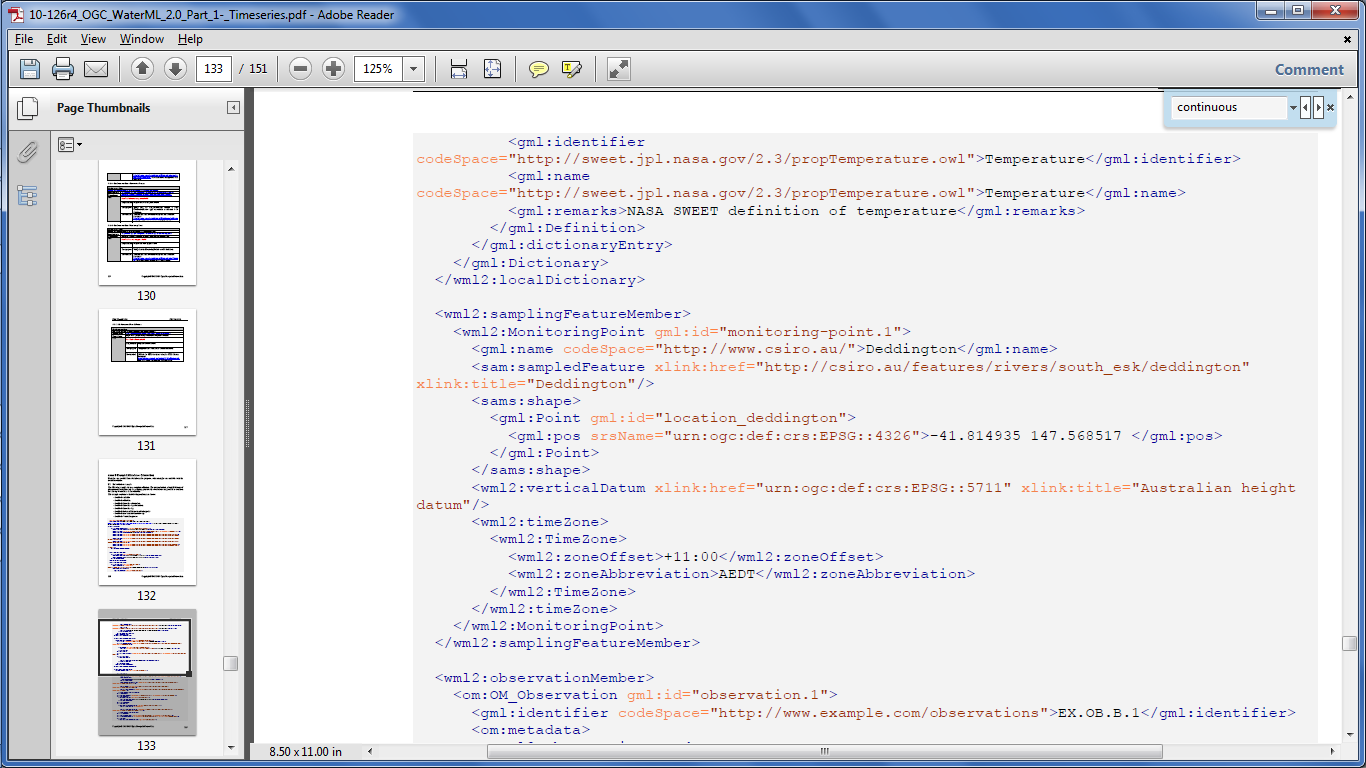 10-126r4_OGC_WaterML_2.0_Part_1-_Timeseries.pdf - Adobe Reader
File Edit View Window Help
133 / 151 125% Comment
Page Thumbnails
continuous
130
131
132
133
<gml:identifier
codeSpace="http://sweet.jpl.nasa.gov/2.3/propTemperature.owl">Temperature</gml:identifier>
<gml:name
codeSpace="http://sweet.jpl.nasa.gov/2.3/propTemperature.owl">Temperature</gml:name>
<gml:remarks>NASA SWEET definition of temperature</gml:remarks>
</gml:Definition>
</gml:dictionaryEntry>
</gml:Dictionary>
</wml2:localDictionary>
<wml2:samplingFeatureMember>
<wml2:MonitoringPoint gml:id="monitoring-point.1">
<gml:name codeSpace="http://www.csiro.au/">Deddington</gml:name>
<sam:sampledFeature xlink:href="http://csiro.au/features/rivers/south_esk/deddington"
xlink:title="Deddington"/>
<sams:shape>
<gml:Point gml:id="location_deddington">
<gml:pos srsName="urn:ogc:def:crs:EPSG::4326">-41.814935 147.568517 </gml:pos>
</gml:Point>
</sams:shape>
<wml2:verticalDatum xlink:href="urn:ogc:def:crs:EPSG::5711" xlink:title="Australian height
datum"/>
<wml2:timeZone>
<wml2:TimeZone>
<wml2:zoneOffset>+11:00</wml2:zoneOffset>
<wml2:zoneAbbreviation>AEDT</wml2:zoneAbbreviation>
</wml2:TimeZone>
</wml2:timeZone>
</wml2:MonitoringPoint>
</wml2:samplingFeatureMember>
<wml2:observationMember>
<om:OM_Observation gml:id="observation.1">
<gml:identifier codeSpace="http://www.example.com/observations">EX.OB.B.1</gml:identifier>
<om:metadata>
8.50 x 11.00 in